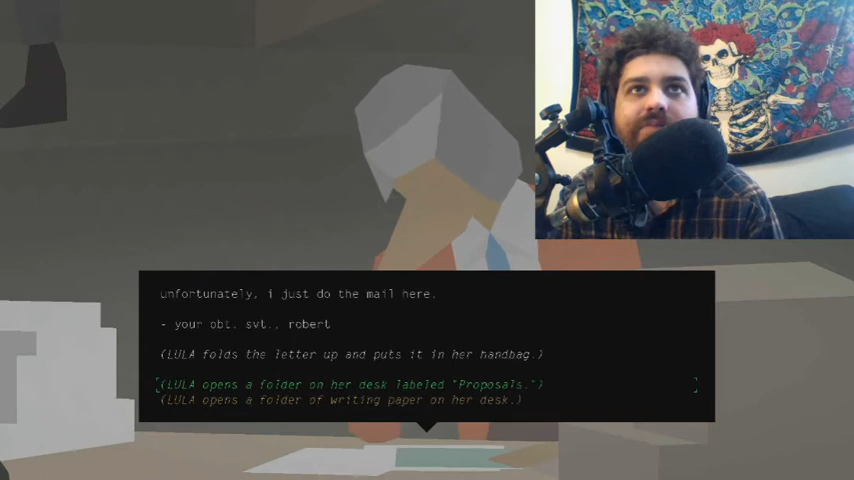 unfortunately, i just do the mail here.
- your obt. svt., robert
(LULA folds the letter up and puts it in her handbag.)
(LULA opens a folder on her desk labeled "Proposals.")
(LULA opens a folder of writing paper on her desk.)